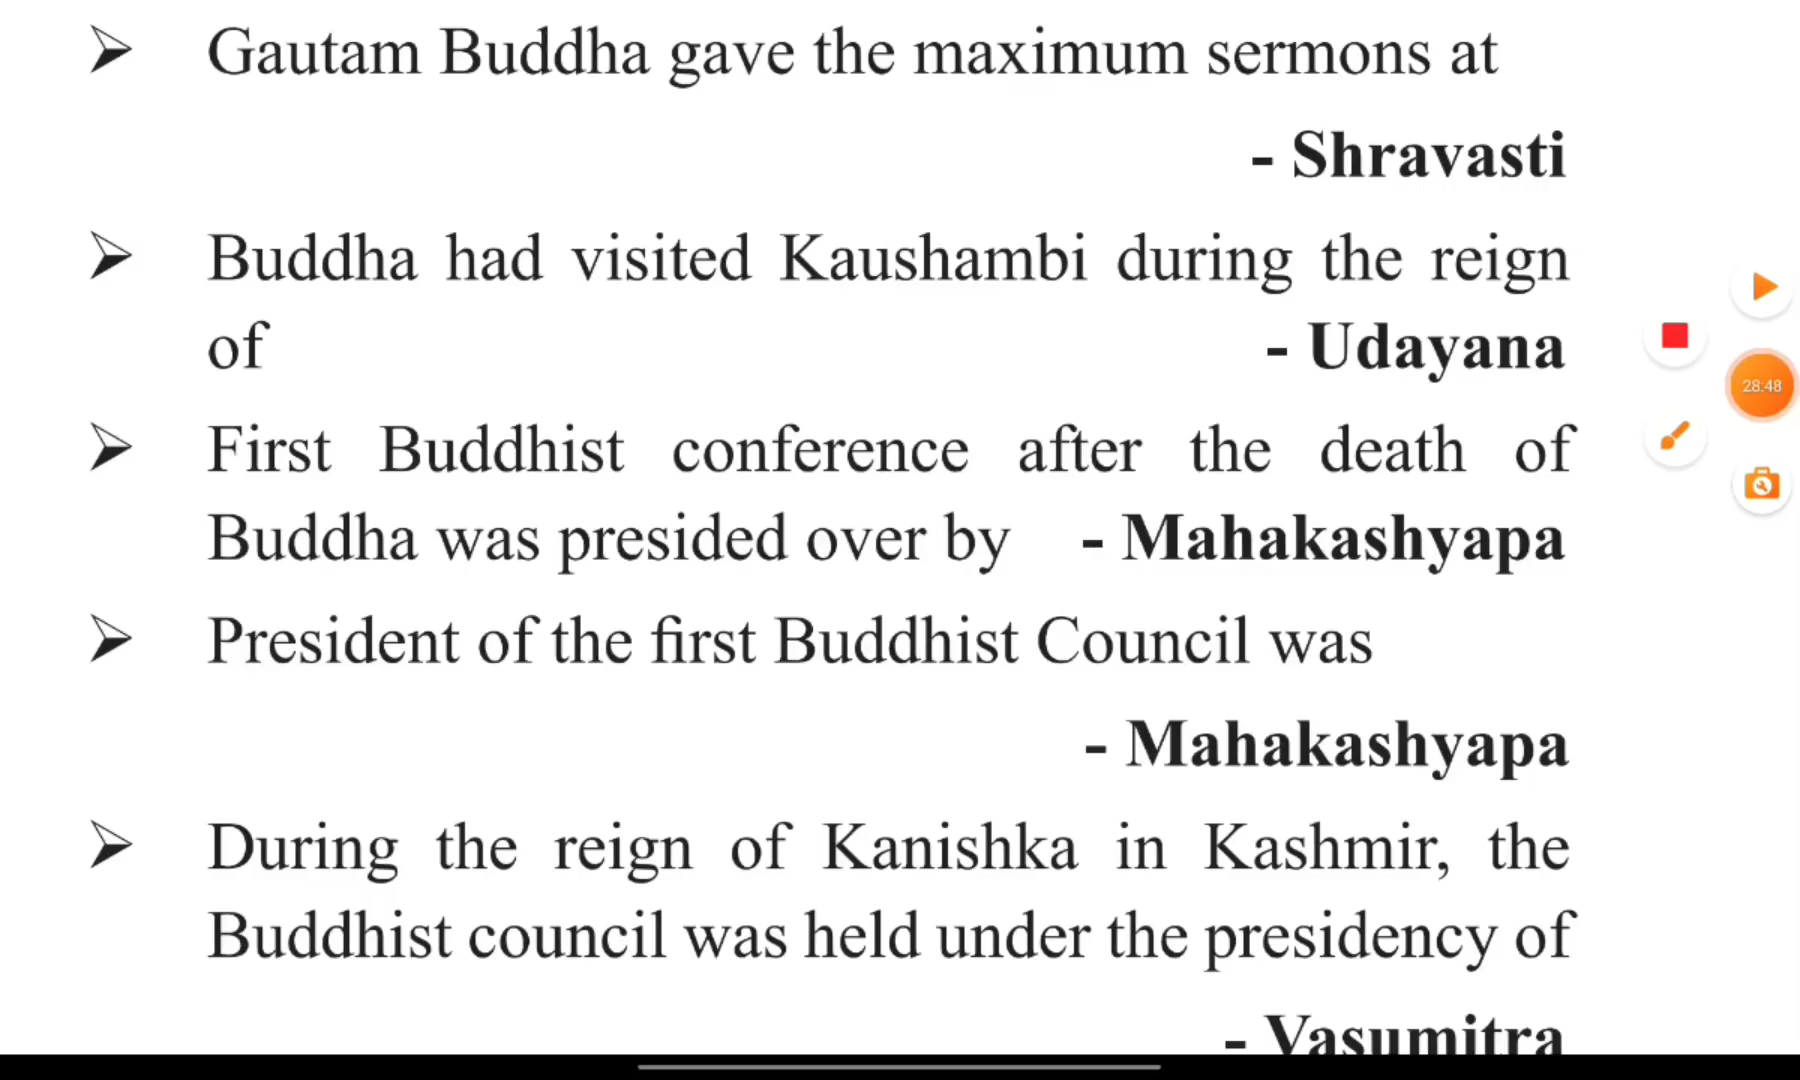 ➢ Gautam Buddha gave the maximum sermons at
- Shravasti
➢ Buddha had visited Kaushambi during the reign
of - Udayana
➢ First Buddhist conference after the death of
Buddha was presided over by - Mahakashyapa
➢ President of the first Buddhist Council was
- Mahakashyapa
➢ During the reign of Kanishka in Kashmir, the
Buddhist council was held under the presidency of
- Vasumitra
28:48